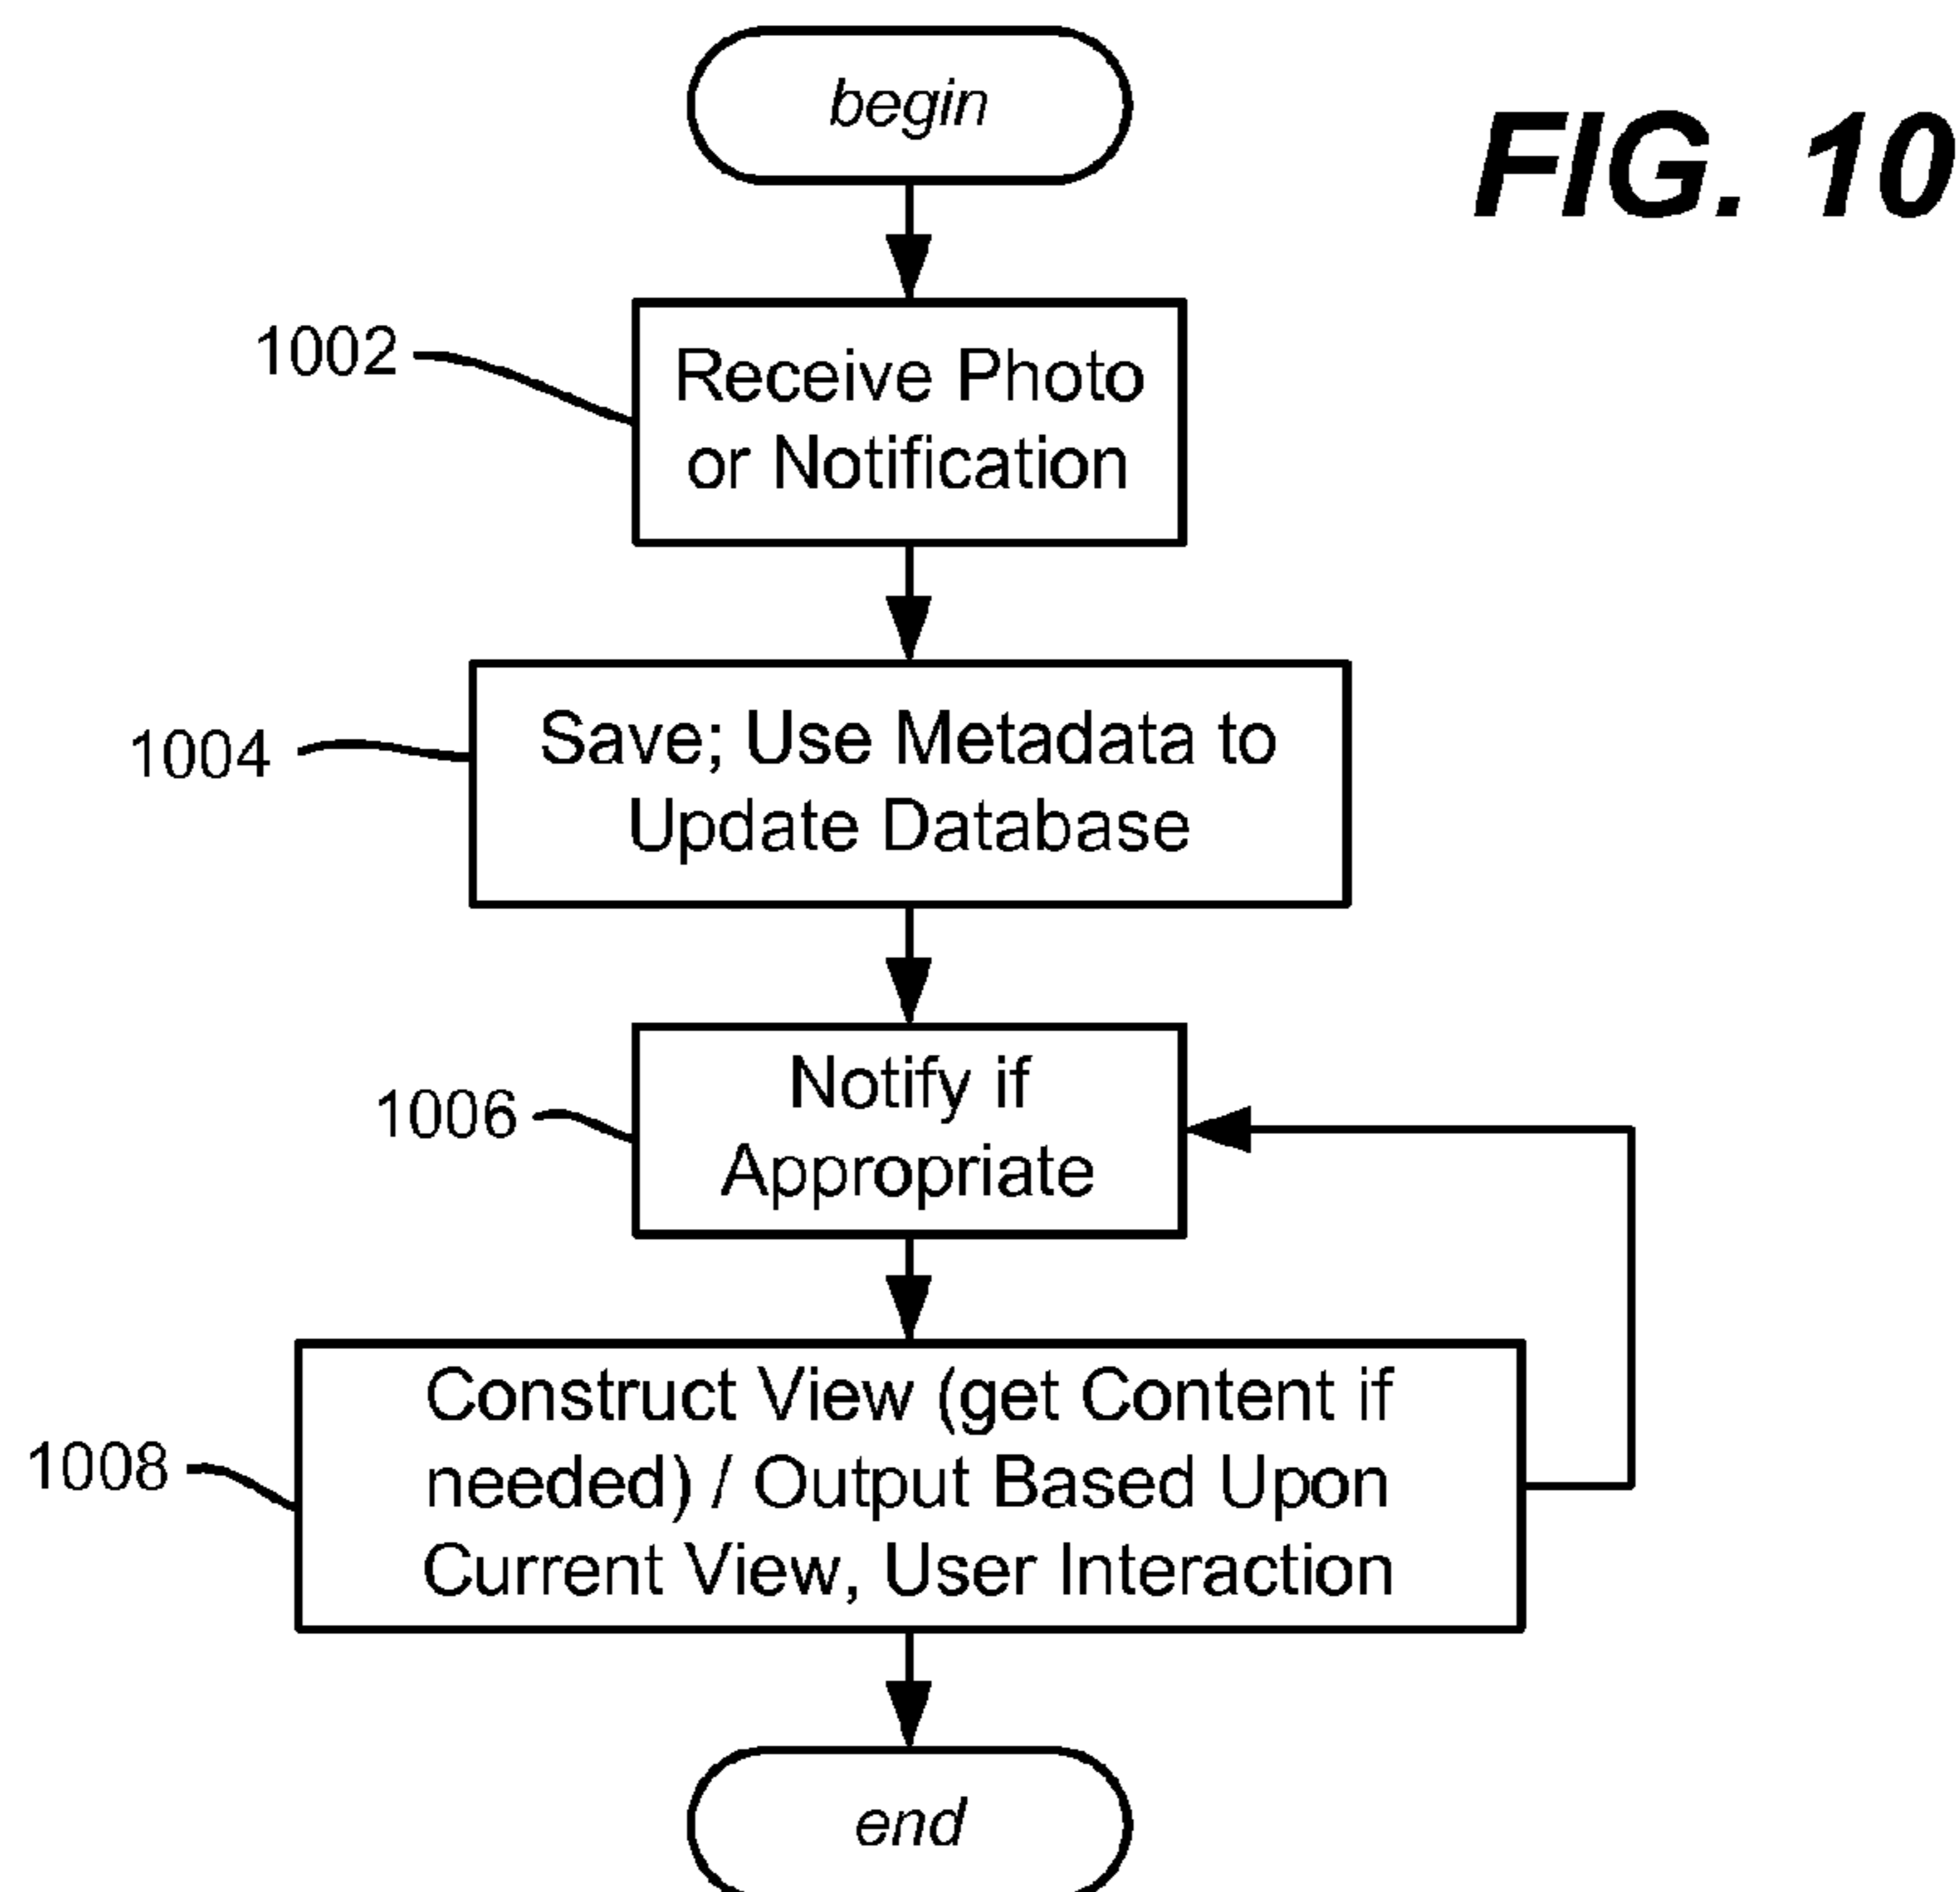 begin
FIG. 10
1002
Receive Photo
or Notification
1004
Save; Use Metadata to
Update Database
1006
Notify if
Appropriate
1008
Construct View (get Content if
needed) / Output Based Upon
Current View, User Interaction
end